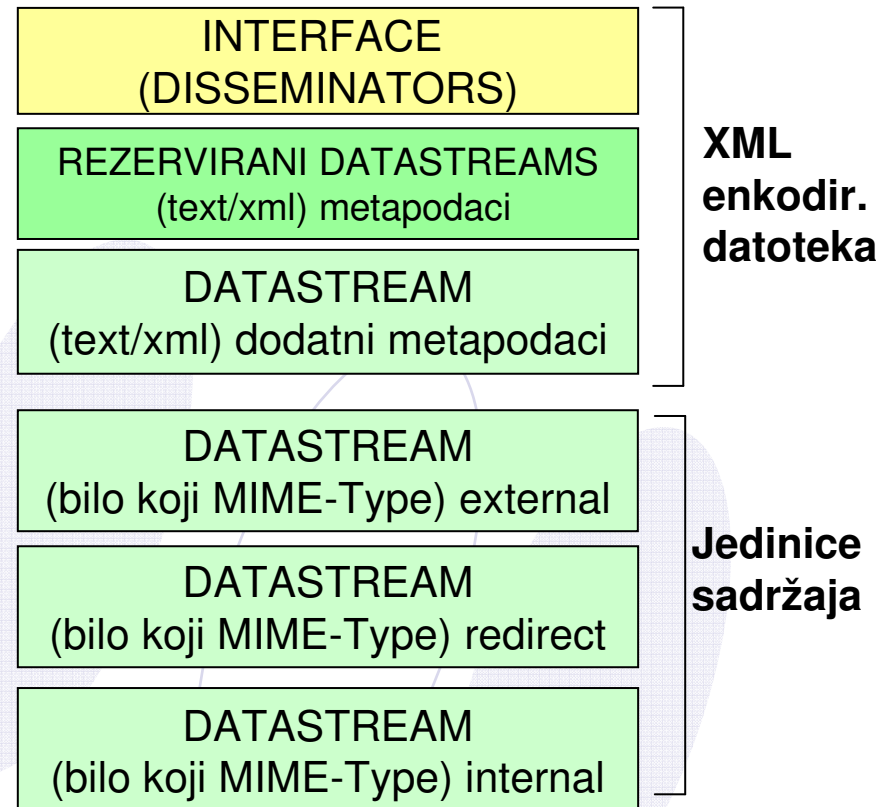 INTERFACE
(DISSEMINATORS)
REZERVIRANI DATASTREAMS
(text/xml) metapodaci
DATASTREAM
(text/xml) dodatni metapodaci
XML
enkodir.
datoteka
DATASTREAM
(bilo koji MIME-Type) external
DATASTREAM
(bilo koji MIME-Type) redirect
DATASTREAM
(bilo koji MIME-Type) internal
Jedinice
sadržaja